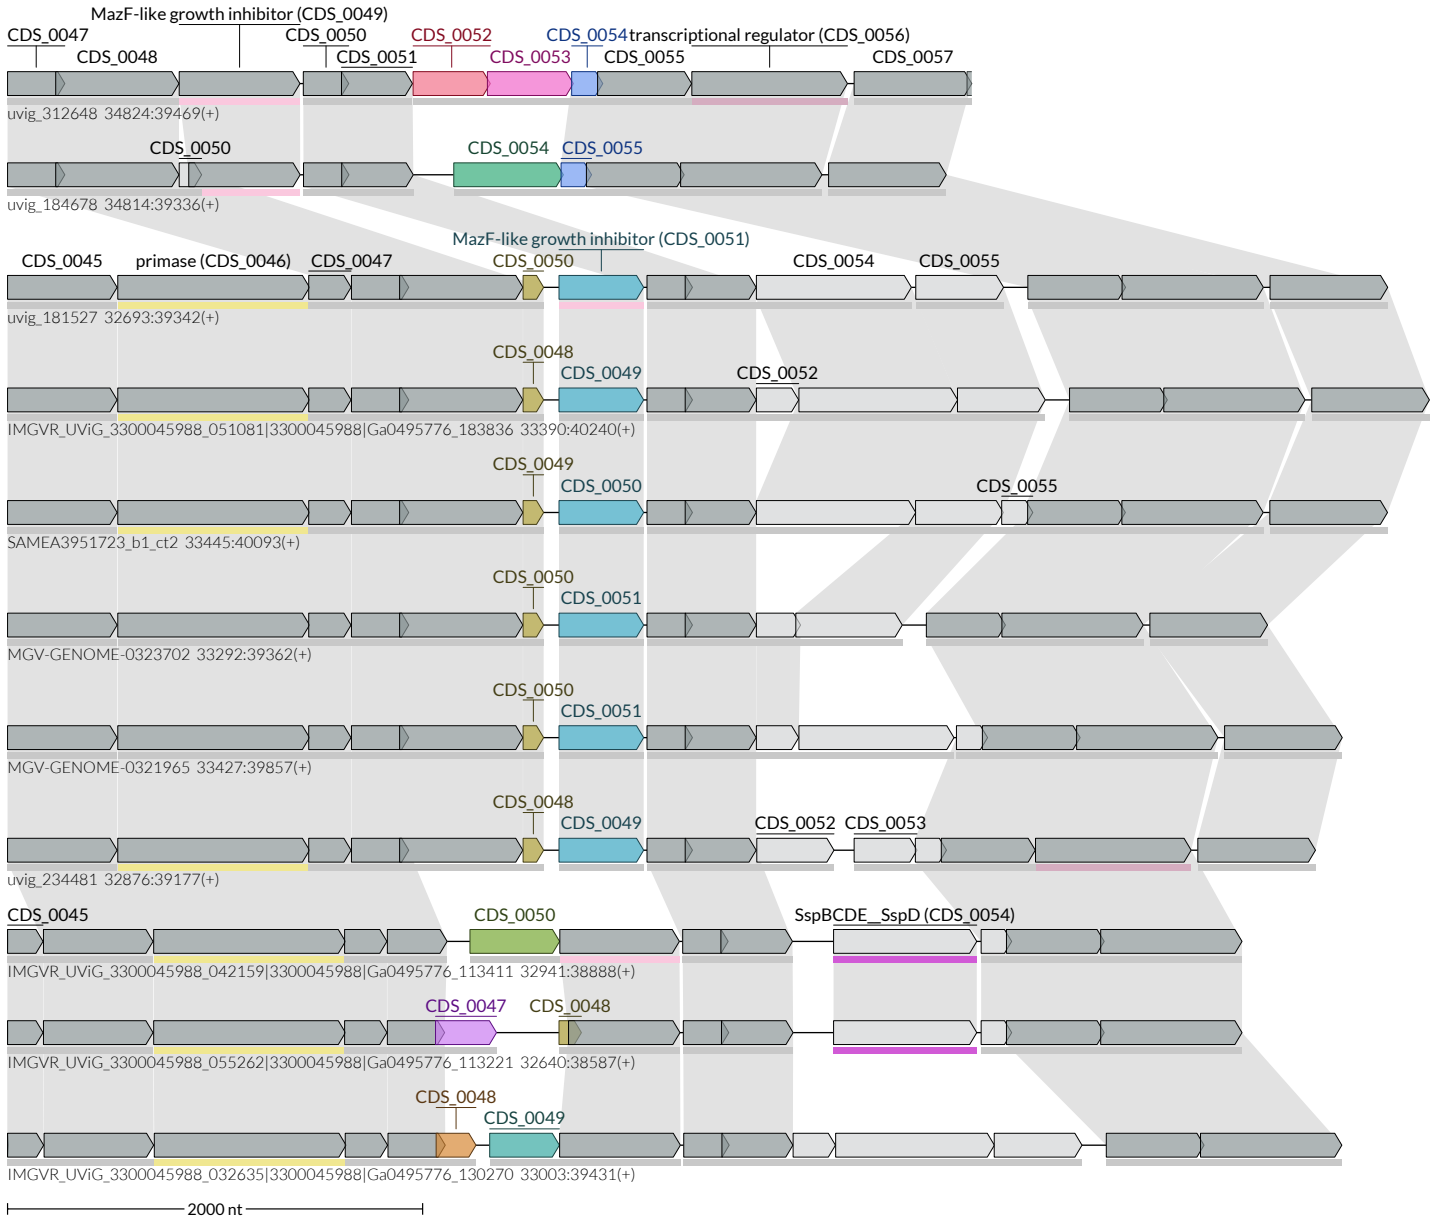 MazF-like growth inhibitor (CDS_0049)
CDS_0047 CDS_0050 CDS_0052 CDS_0054 transcriptional regulator (CDS_0056)
CDS_0048 CDS_0051 CDS_0053 CDS_0055 CDS_0057
uvig_312648 34824:39469(+)
CDS_0050 CDS_0054 CDS_0055
uvig_184678 34814:39336(+)
MazF-like growth inhibitor (CDS_0051)
CDS_0045 primase (CDS_0046) CDS_0047 CDS_0050 CDS_0054 CDS_0055
uvig_181527 32693:39342(+)
CDS_0048
CDS_0049 CDS_0052
IMGVR_UViG_3300045988_051081|3300045988|Ga0495776_183836 33390:40240(+)
CDS_0049
CDS_0050 CDS_0055
SAMEA3951723_b1_ct2 33445:40093(+)
CDS_0050
CDS_0051
MGV-GENOME-0323702 33292:39362(+)
CDS_0050
CDS_0051
MGV-GENOME-0321965 33427:39857(+)
CDS_0048
CDS_0049 CDS_0052 CDS_0053
uvig_234481 32876:39177(+)
CDS_0045 CDS_0050 SspBCDE__SspD (CDS_0054)
IMGVR_UViG_3300045988_042159|3300045988|Ga0495776_113411 32941:38888(+)
CDS_0047 CDS_0048
IMGVR_UViG_3300045988_055262|3300045988|Ga0495776_113221 32640:38587(+)
CDS_0048
CDS_0049
IMGVR_UViG_3300045988_032635|3300045988|Ga0495776_130270 33003:39431(+)
2000 nt